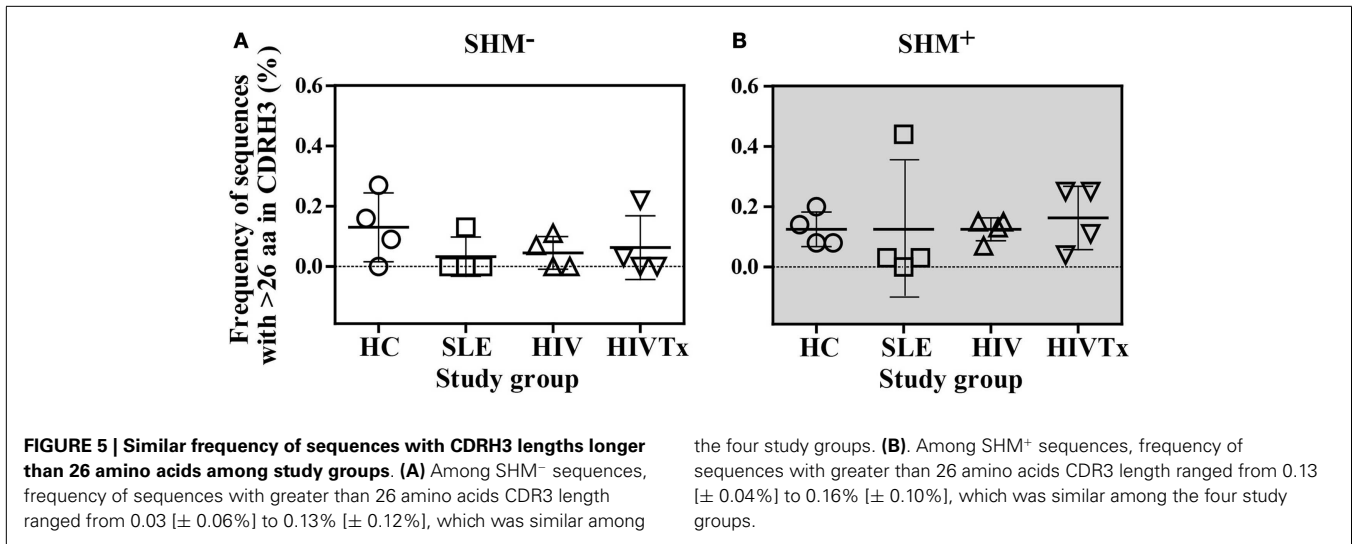 A
SHM-
Frequency of sequences
with >26 aa in CDRH3 (%)
0.6
0.4
0.2
0.0
HC SLE HIV HIVTx
Study group
B
SHM+
0.6
0.4
0.2
0.0
HC SLE HIV HIVTx
Study group
FIGURE 5 | Similar frequency of sequences with CDRH3 lengths longer
than 26 amino acids among study groups. (A) Among SHM− sequences,
frequency of sequences with greater than 26 amino acids CDR3 length
ranged from 0.03 [± 0.06%] to 0.13% [± 0.12%], which was similar among
the four study groups. (B). Among SHM+ sequences, frequency of
sequences with greater than 26 amino acids CDR3 length ranged from 0.13
[± 0.04%] to 0.16% [± 0.10%], which was similar among the four study
groups.